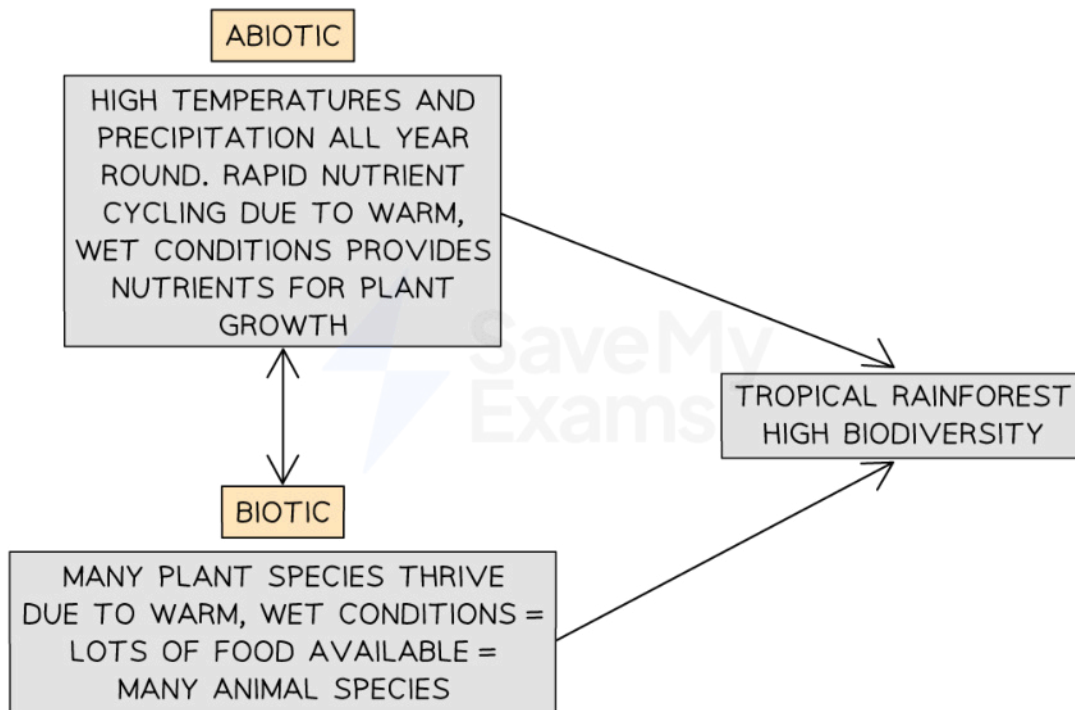 ABIOTIC
HIGH TEMPERATURES AND
PRECIPITATION ALL YEAR
ROUND. RAPID NUTRIENT
CYCLING DUE TO WARM,
WET CONDITIONS PROVIDES
NUTRIENTS FOR PLANT
GROWTH
SaveMy
Exams
TROPICAL RAINFOREST
HIGH BIODIVERSITY
BIOTIC
MANY PLANT SPECIES THRIVE
DUE TO WARM, WET CONDITIONS =
LOTS OF FOOD AVAILABLE =
MANY ANIMAL SPECIES